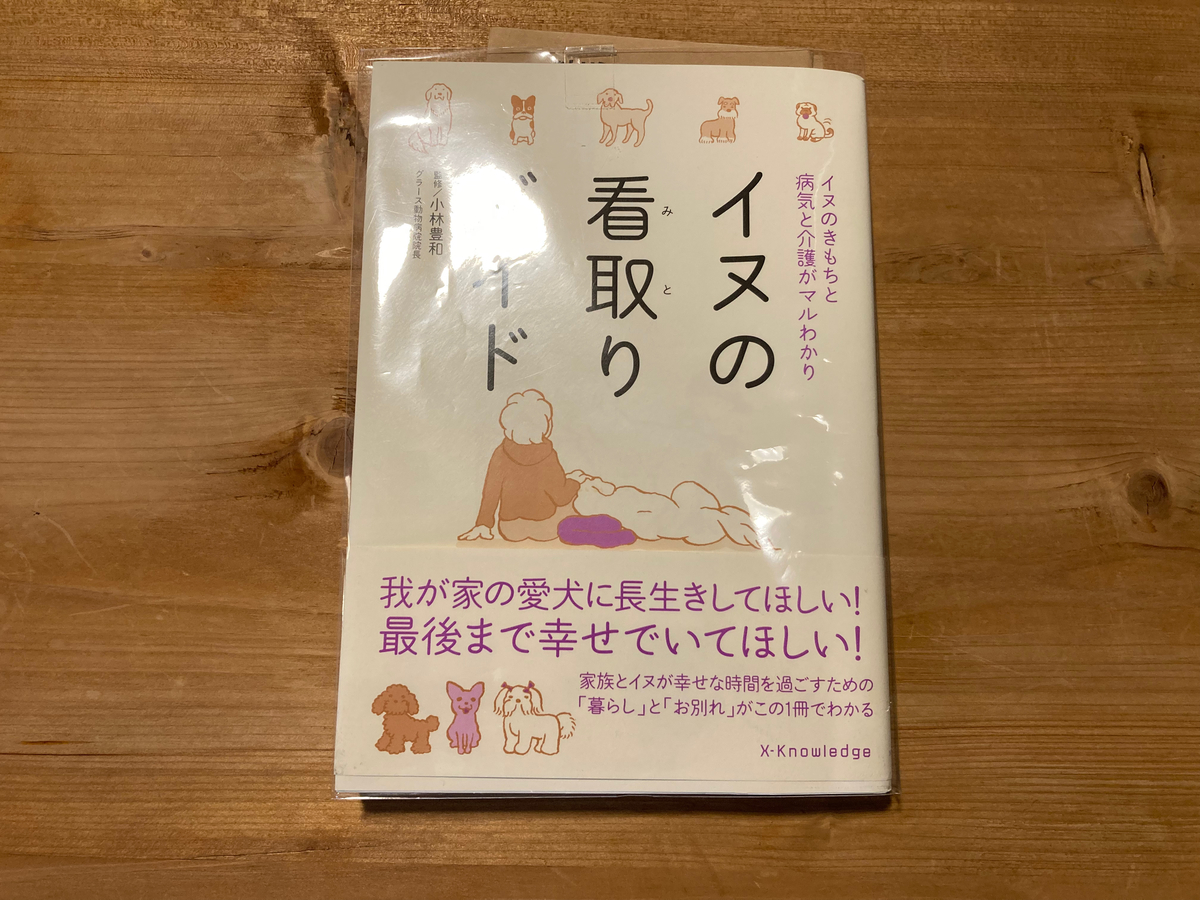 イヌのきもちと
病気と介護がマルわかり
イヌの
看取り
みと
ガイド
監修/小林豊和
グラース動物病院院長
我が家の愛犬に長生きしてほしい!
最後まで幸せでいてほしい!
家族とイヌが幸せな時間を過ごすための
「暮らし」と「お別れ」がこの1冊でわかる
X-Knowledge